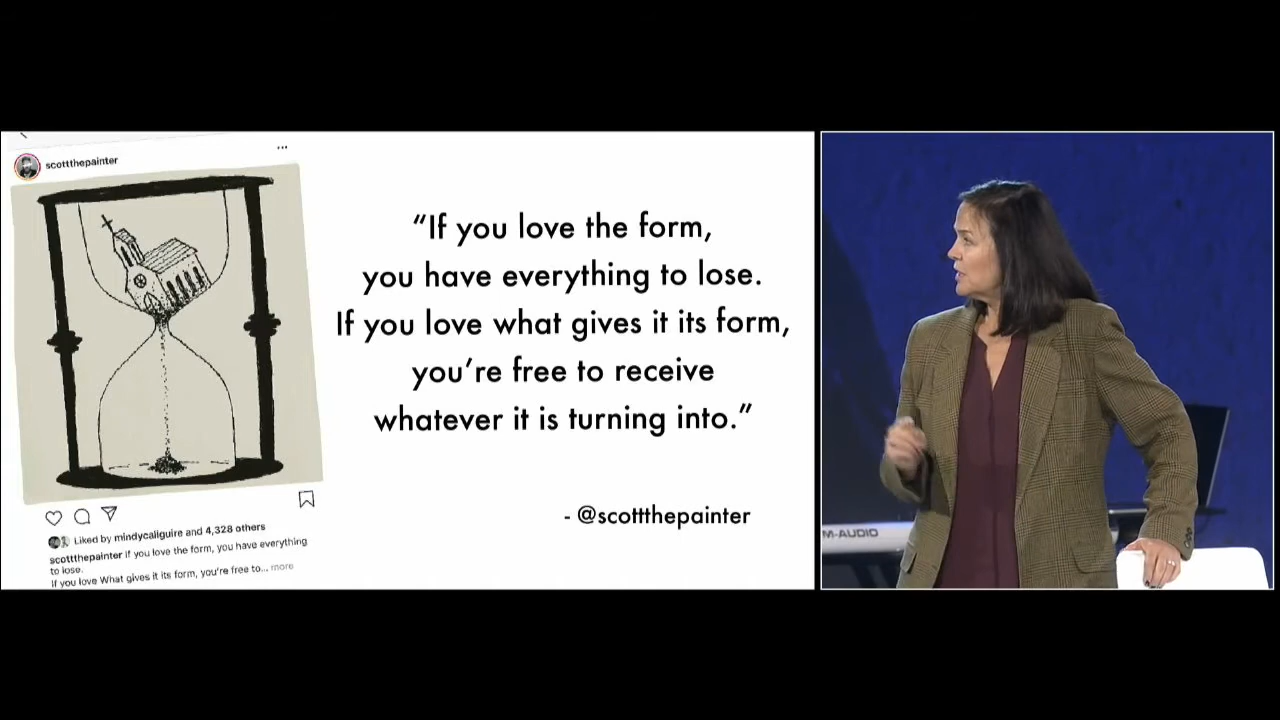 scottthepainter
“If you love the form,
you have everything to lose.
If you love what gives it its form,
you’re free to receive
whatever it is turning into.”
- @scottthepainter
Liked by mindycaliguire and 4,328 others
scottthepainter If you love the form, you have everything
to lose.
If you love What gives it its form, you're free to... more
M-AUDIO